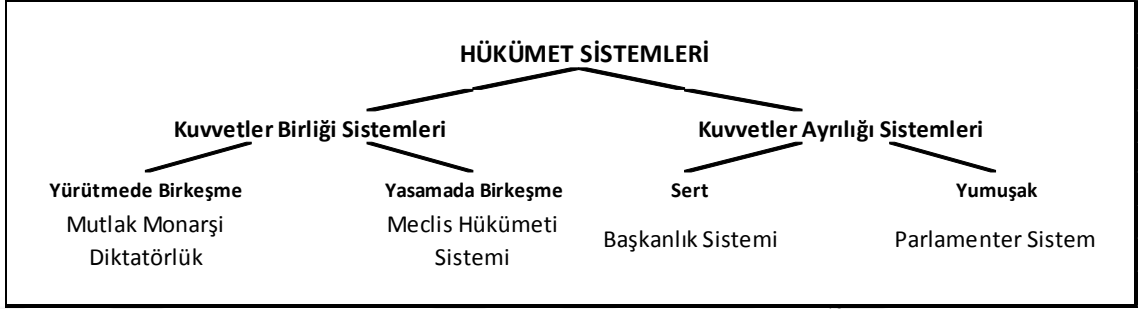 HÜKÜMET SİSTEMLERİ
Kuvvetler Birliği Sistemleri
Kuvvetler Ayrılığı Sistemleri
Yürütmede Birkeşme
Yasamada Birkeşme
Sert
Yumuşak
Mutlak Monarşi
Diktatörlük
Meclis Hükümeti
Sistemi
Başkanlık Sistemi
Parlamenter Sistem